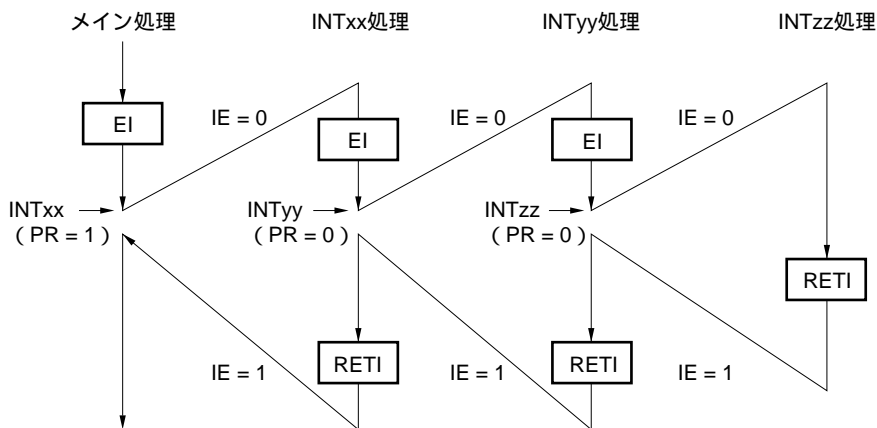 メイン処理 INTxx処理 INTyy処理 INTzz処理
EI IE = 0 EI IE = 0 EI IE = 0
INTxx INTyy INTzz
（PR = 1） （PR = 0） （PR = 0）
RETI
IE = 1 RETI IE = 1 RETI IE = 1